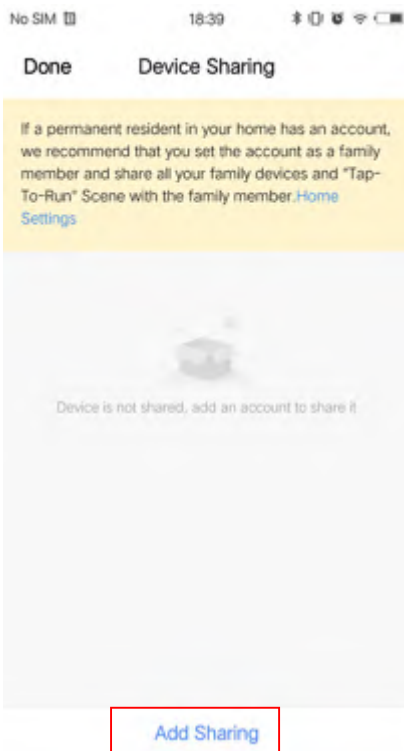 No SIM
18:39
Done Device Sharing
If a permanent resident in your home has an account,
we recommend that you set the account as a family
member and share all your family devices and "Tap-
To-Run" Scene with the family member.Home
Settings
Device is not shared, add an account to share it
Add Sharing